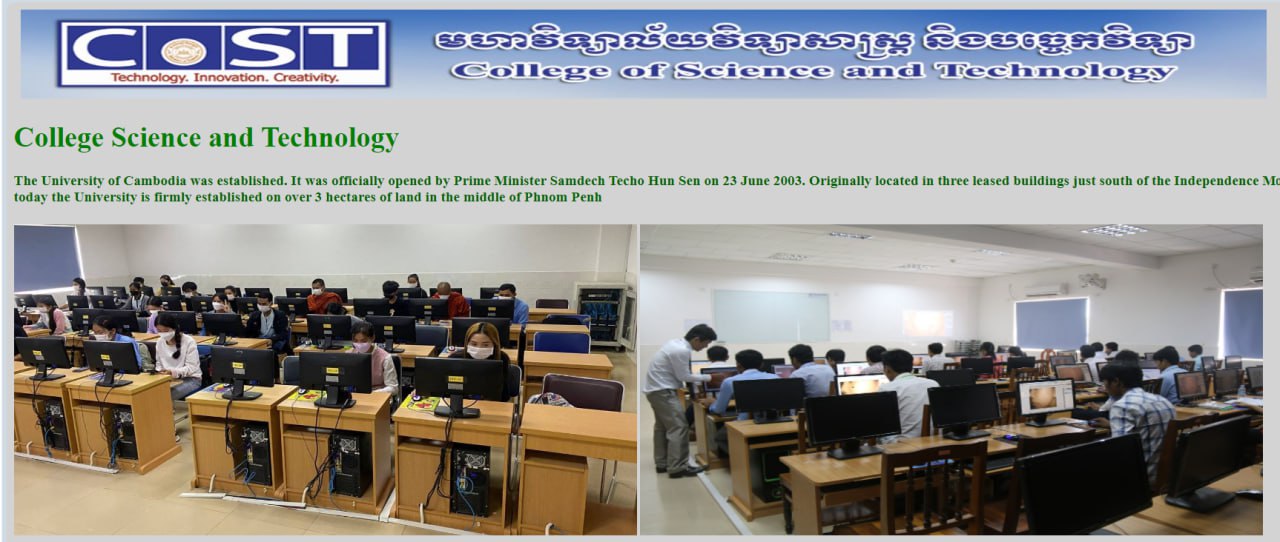 COST
Technology. Innovation. Creativity.
មហាវិទ្យាល័យវិទ្យាសាស្ត្រ និងបច្ចេកវិទ្យា
College of Science and Technology
College Science and Technology
The University of Cambodia was established. It was officially opened by Prime Minister Samdech Techo Hun Sen on 23 June 2003. Originally located in three leased buildings just south of the Independence Mo
today the University is firmly established on over 3 hectares of land in the middle of Phnom Penh